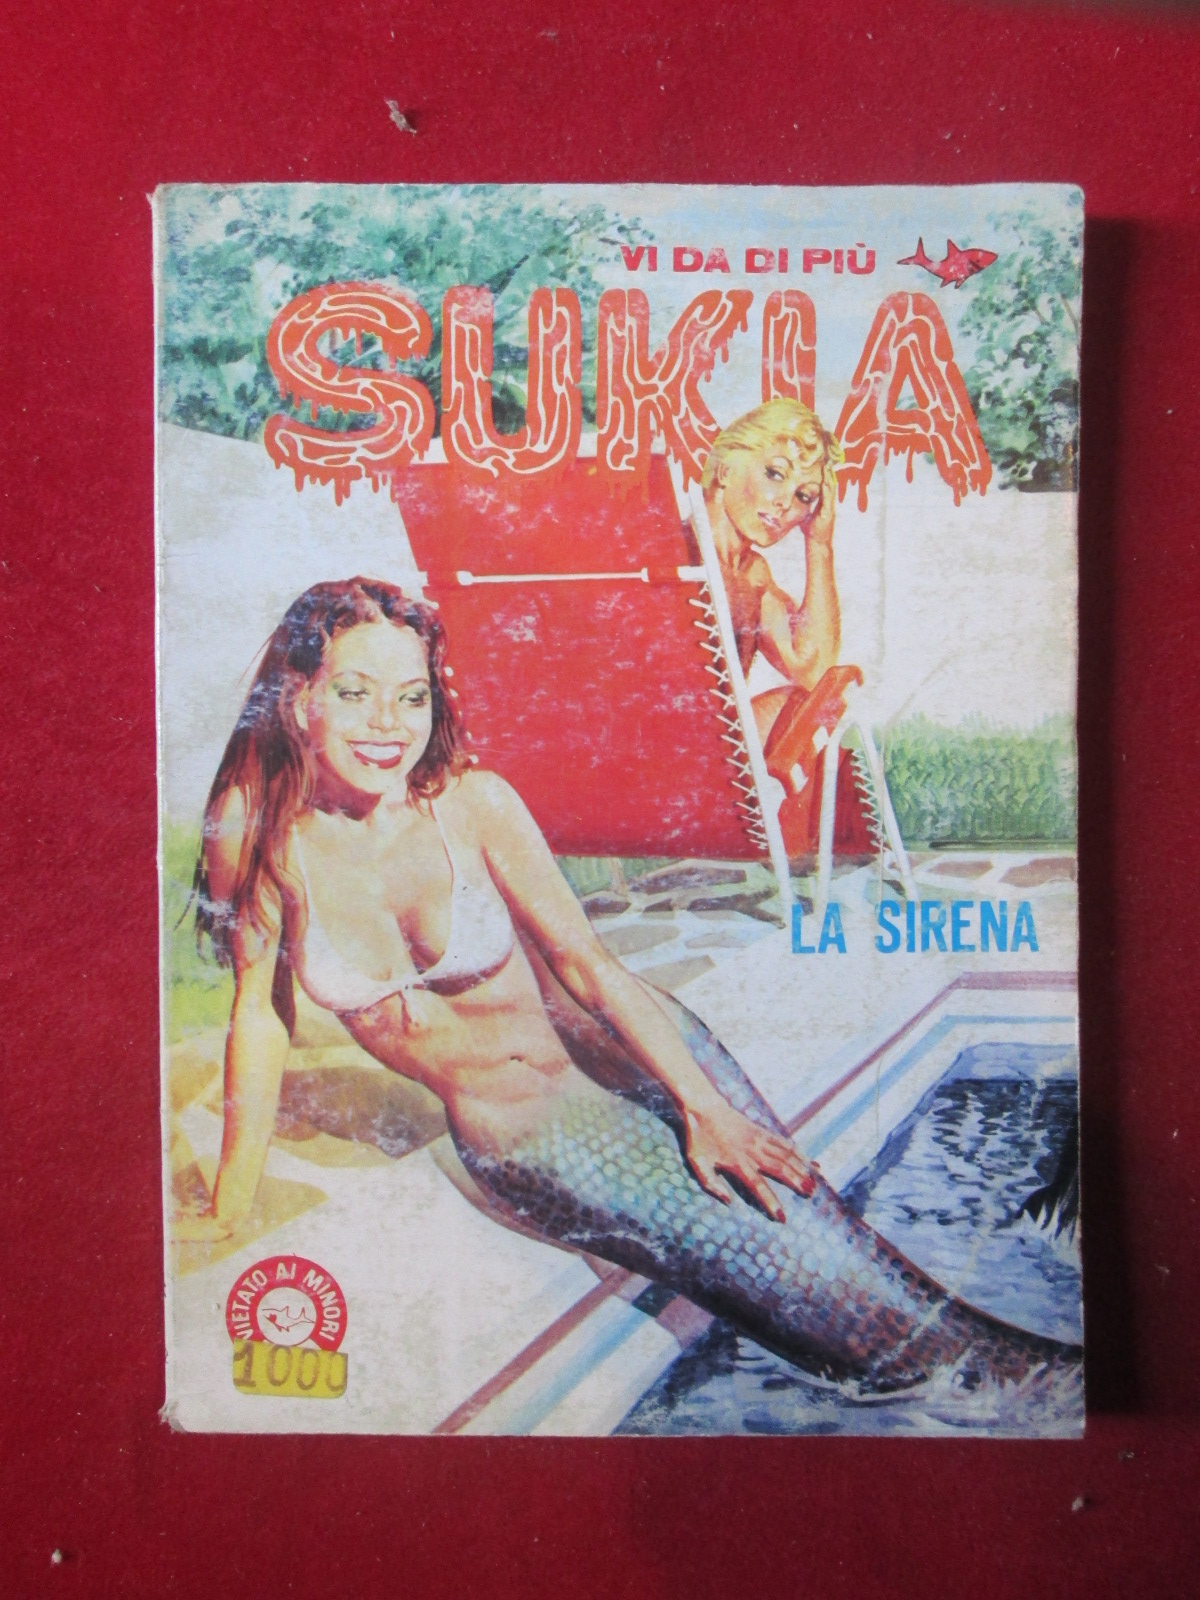 VI DA DI PIÙ
SUKIA
LA SIRENA
VIETATO AI MINORI
1000